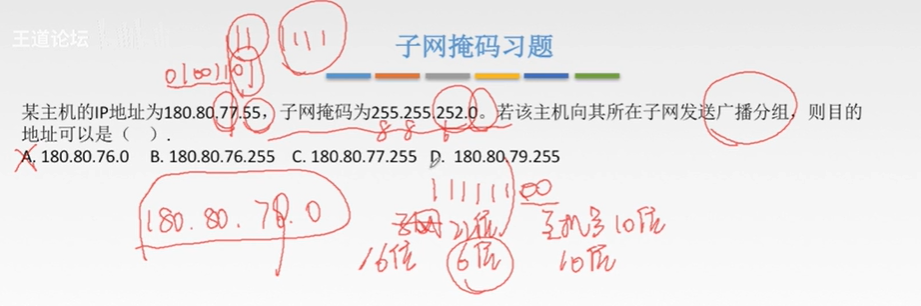 王道论坛
111 111
子网掩码习题
01001101
某主机的IP地址为180.80.77.55，子网掩码为255.255.252.0。若该主机向其所在子网发送广播分组，则目的
地址可以是（ ）.
8 8 6
A. 180.80.76.0 B. 180.80.76.255 C. 180.80.77.255 D. 180.80.79.255
11111100
180.80.76.0
主机号10位
16位 6位 10位